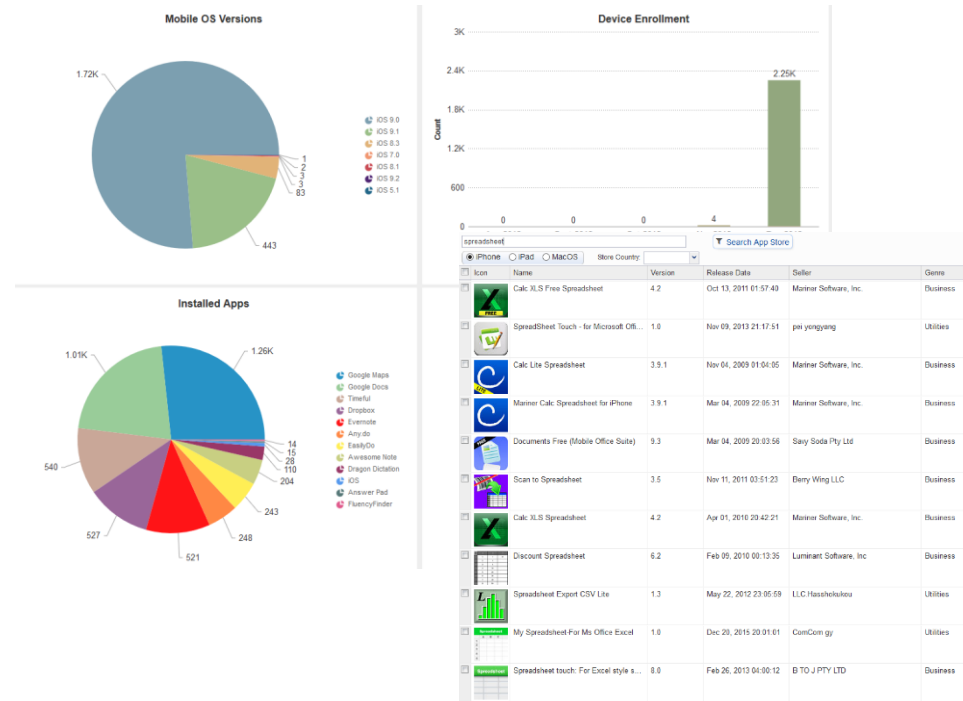 Mobile OS Versions
1.72K
1
2
3
3
83
443
iOS 9.0
iOS 9.1
iOS 8.3
iOS 7.0
iOS 8.1
iOS 9.2
iOS 5.1
Device Enrollment
3K
2.4K
1.8K
1.2K
600
0
Count
0
0
0
4
2.25K
Installed Apps
1.01K
1.26K
540
527
521
248
243
204
110
28
15
14
Google Maps
Google Docs
Timeful
Dropbox
Evernote
Any.do
EasilyDo
Awesome Note
Dragon Dictation
iOS
Answer Pad
FluencyFinder
spreadsheet
Search App Store
iPhone iPad MacOS Store Country:
Icon Name Version Release Date Seller Genre
Calc XLS Free Spreadsheet 4.2 Oct 13, 2011 01:57:40 Mariner Software, Inc. Business
FREE
SpreadSheet Touch - for Microsoft Offi... 1.0 Nov 09, 2013 21:17:51 pei yongyang Utilities
Calc Lite Spreadsheet 3.9.1 Nov 04, 2009 01:04:05 Mariner Software, Inc. Business
LITE
Mariner Calc Spreadsheet for iPhone 3.9.1 Mar 04, 2009 22:05:31 Mariner Software, Inc. Business
Documents Free (Mobile Office Suite) 9.3 Mar 04, 2009 20:03:56 Savy Soda Pty Ltd Business
FREE
Scan to Spreadsheet 3.5 Nov 11, 2011 03:51:23 Berry Wing LLC Business
Calc XLS Spreadsheet 4.2 Apr 01, 2010 20:42:21 Mariner Software, Inc. Business
Discount Spreadsheet 6.2 Feb 09, 2010 00:13:35 Luminant Software, Inc Business
Spreadsheet Export CSV Lite 1.3 May 22, 2012 23:05:59 LLC.Hasshokukou Utilities
L
My Spreadsheet-For Ms Office Excel 1.0 Dec 20, 2015 20:01:01 ComCom gy Utilities
Spreadsheet
Spreadsheet touch: For Excel style s... 8.0 Feb 26, 2013 04:00:12 B TO J PTY LTD Business
Spreadsheet